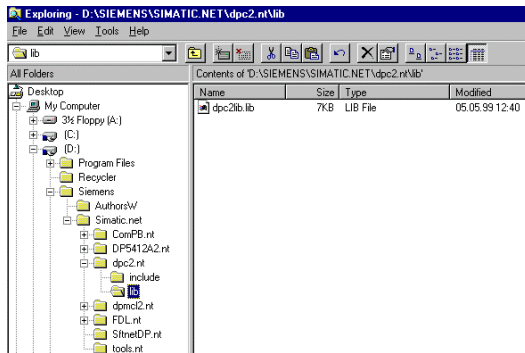 Exploring - D:\SIEMENS\SIMATIC.NET\dpc2.nt\lib
File Edit View Tools Help
lib
All Folders
Contents of 'D:\SIEMENS\SIMATIC.NET\dpc2.nt\lib'
Name Size Type Modified
dpc2lib.lib 7KB LIB File 05.05.99 12:40
Desktop
My Computer
3½ Floppy (A:)
(C:)
(D:)
Program Files
Recycler
Siemens
AuthorsW
Simatic.net
ComPB.nt
DP5412A2.nt
dpc2.nt
include
lib
dpmcl2.nt
FDL.nt
SftnetDP.nt
tools.nt